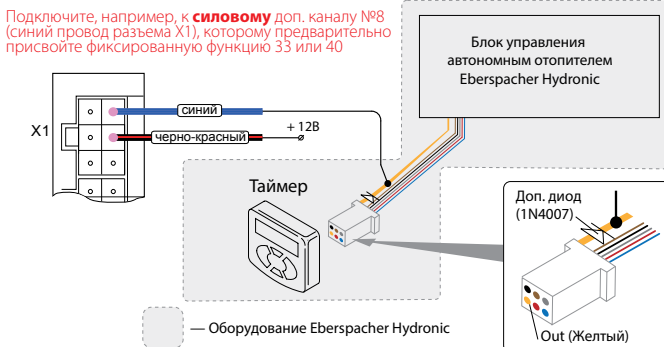 Подключите, например, к силовому доп. каналу №8
(синий провод разъема X1), которому предварительно
присвойте фиксированную функцию 33 или 40
Блок управления
автономным отопителем
Eberspacher Hydronic
X1
синий
черно-красный
+ 12В
Таймер
Доп. диод
(1N4007)
Out (Желтый)
— Оборудование Eberspacher Hydronic